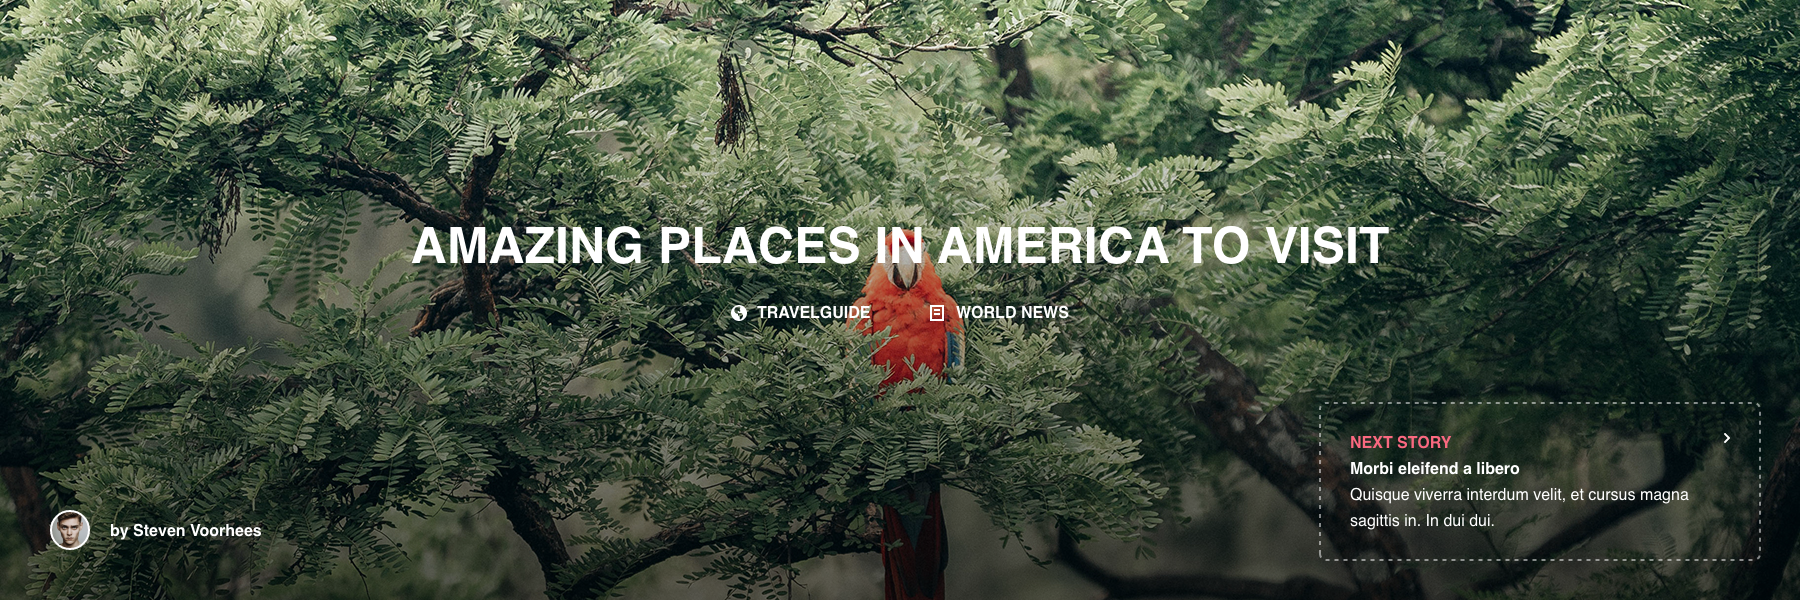 AMAZING PLACES IN AMERICA TO VISIT
TRAVELGUIDE WORLD NEWS
NEXT STORY
Morbi eleifend a libero
Quisque viverra interdum velit, et cursus magna
sagittis in. In dui dui.
by Steven Voorhees